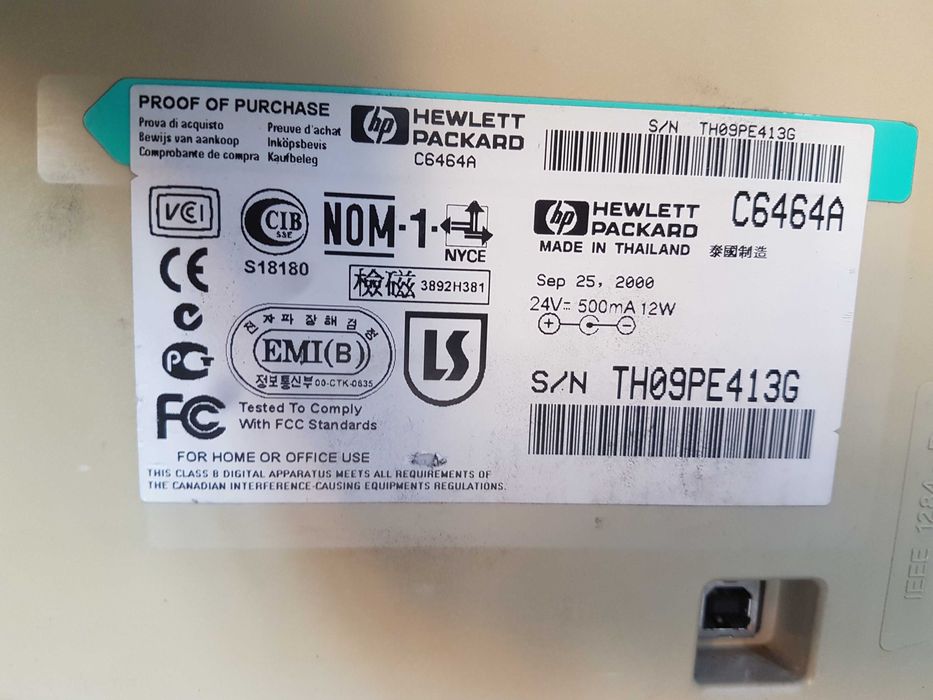 PROOF OF PURCHASE
Prova di acquisto
Bewijs van aankoop
Comprobante de compra
Preuve d'achat
Inköpsbevis
Kaufbeleg
hp HEWLETT
PACKARD
C6464A
S/N TH09PE413G
VCI
CIB
SSE
S18180
NOM-1
NYCE
檢磁 3892H381
CE
PC
전자파장해검정
EMI(B)
정보통신부 00-CTK-0635
LS
FC
Tested To Comply
With FCC Standards
FOR HOME OR OFFICE USE
THIS CLASS B DIGITAL APPARATUS MEETS ALL REQUIREMENTS OF
THE CANADIAN INTERFERENCE-CAUSING EQUIPMENTS REGULATIONS.
hp HEWLETT
PACKARD
C6464A
MADE IN THAILAND 泰國制造
Sep 25, 2000
24V⎓ 500mA 12W
S/N TH09PE413G
IEEE 1284